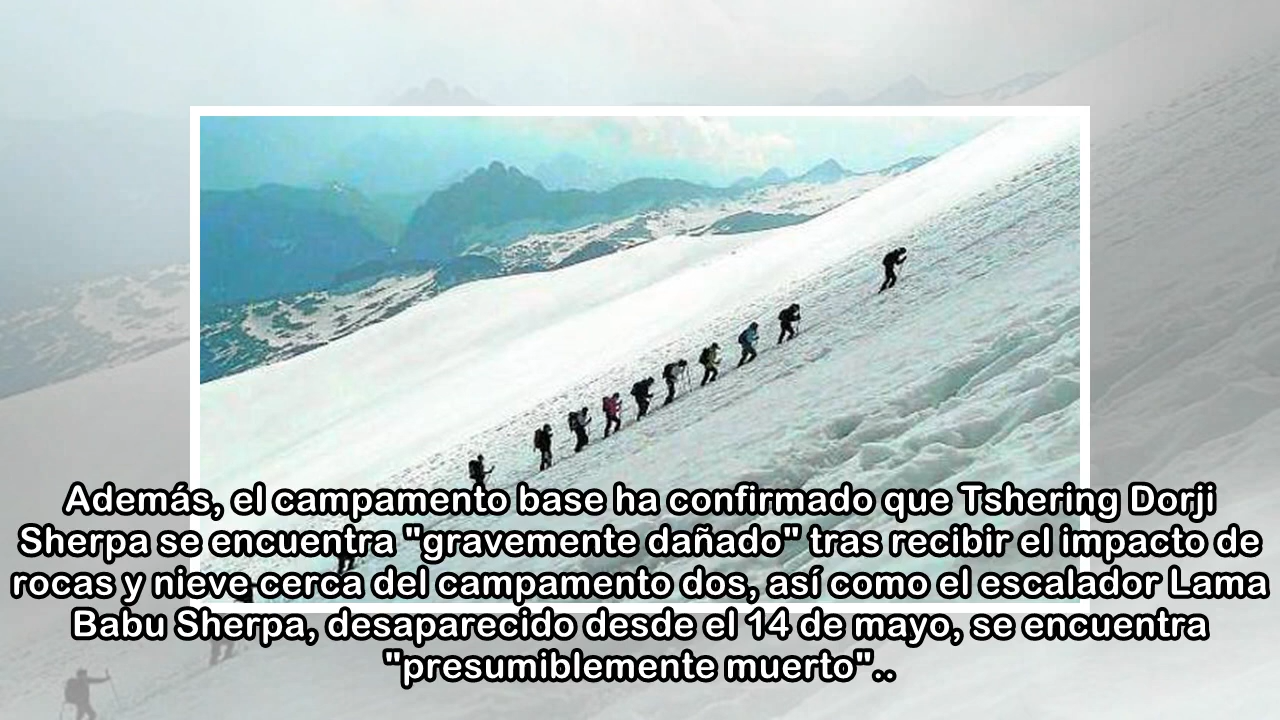 Además, el campamento base ha confirmado que Tshering Dorji
Sherpa se encuentra "gravemente dañado" tras recibir el impacto de
rocas y nieve cerca del campamento dos, así como el escalador Lama
Babu Sherpa, desaparecido desde el 14 de mayo, se encuentra
"presumiblemente muerto"..